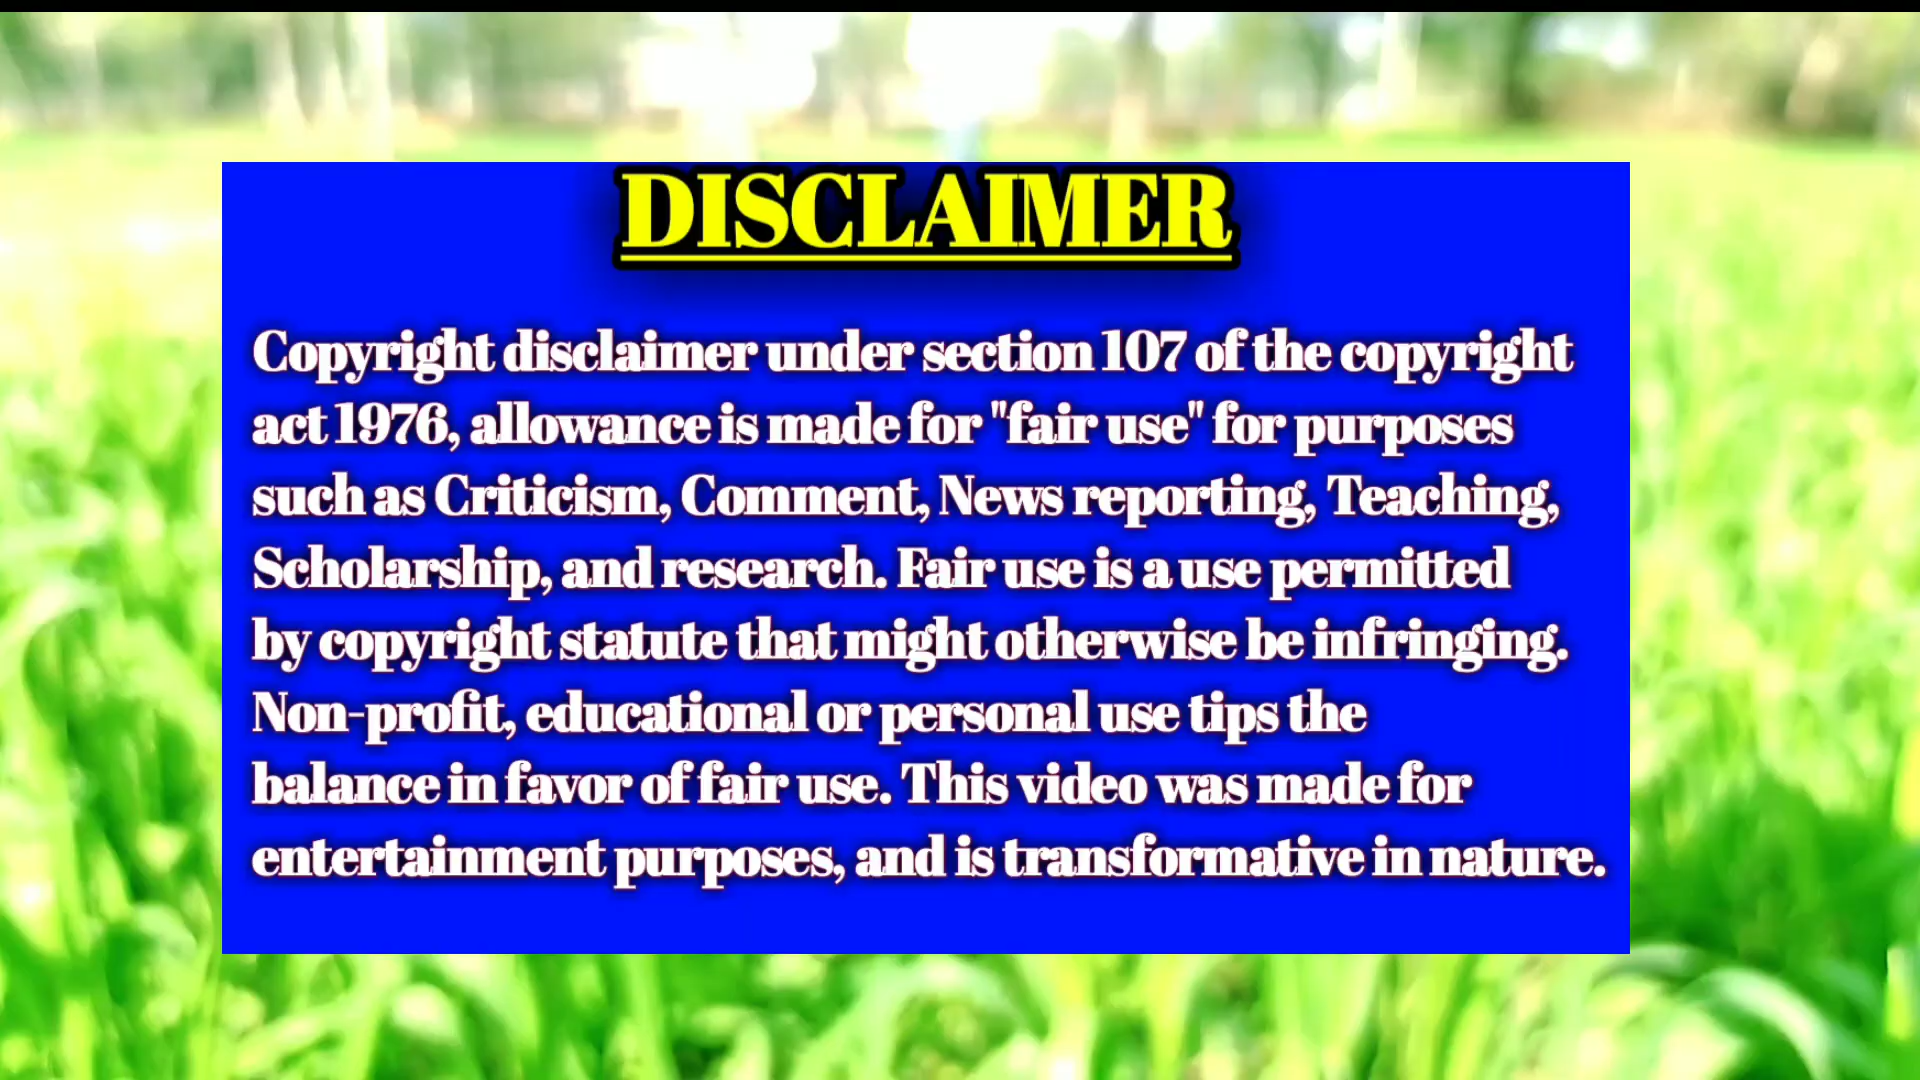 DISCLAIMER
Copyright disclaimer under section 107 of the copyright
act 1976, allowance is made for "fair use" for purposes
such as Criticism, Comment, News reporting, Teaching,
Scholarship, and research. Fair use is a use permitted
by copyright statute that might otherwise be infringing.
Non-profit, educational or personal use tips the
balance in favor of fair use. This video was made for
entertainment purposes, and is transformative in nature.